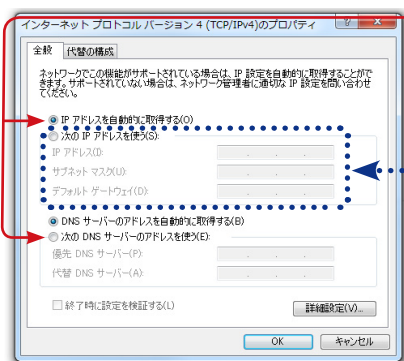 インターネット プロトコル バージョン 4 (TCP/IPv4)のプロパティ
全般 代替の構成
ネットワークでこの機能がサポートされている場合は、IP 設定を自動的に取得することがで
きます。サポートされていない場合は、ネットワーク管理者に適切な IP 設定を問い合わせ
てください。
IP アドレスを自動的に取得する(O)
次の IP アドレスを使う(S):
IP アドレス(I):
サブネット マスク(U):
デフォルト ゲートウェイ(D):
DNS サーバーのアドレスを自動的に取得する(B)
次の DNS サーバーのアドレスを使う(E):
優先 DNS サーバー(P):
代替 DNS サーバー(A):
終了時に設定を検証する(L)
詳細設定(V)...
OK キャンセル